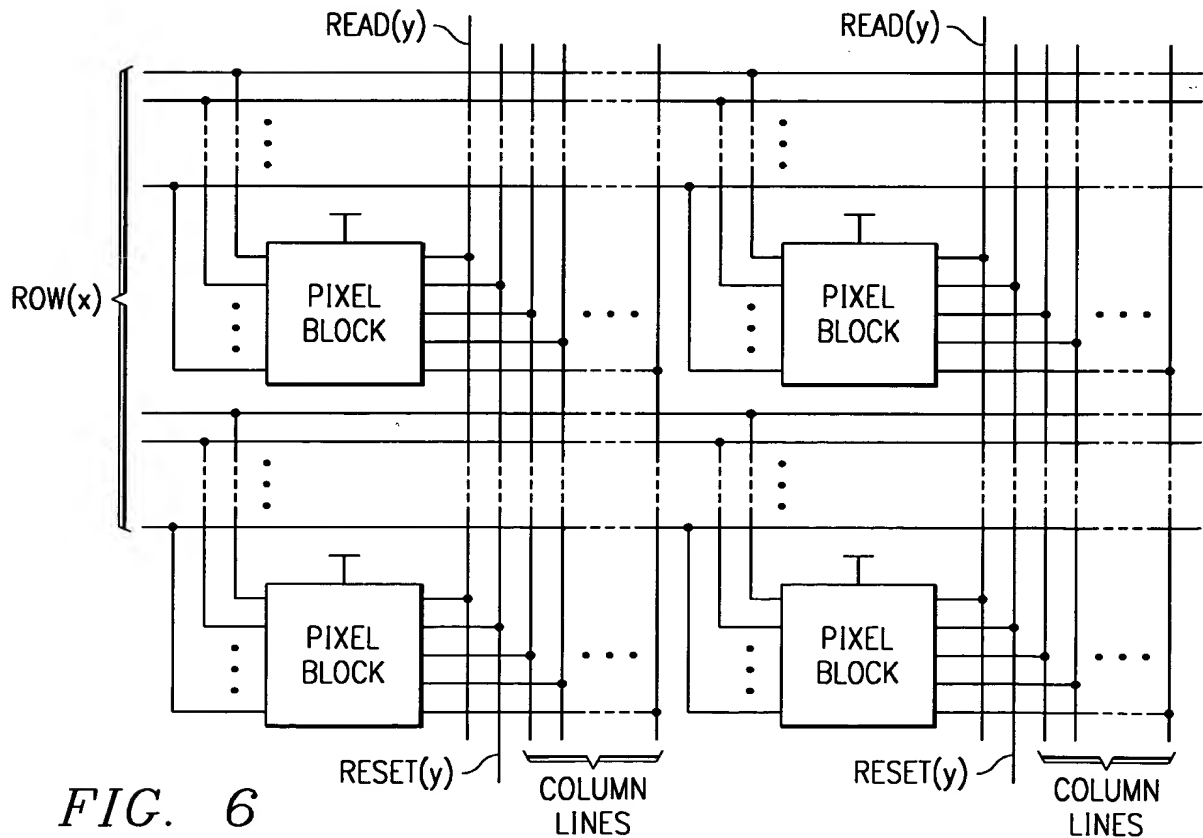 READ(y)
READ(y)
ROW(x)
PIXEL
BLOCK
PIXEL
BLOCK
PIXEL
BLOCK
PIXEL
BLOCK
RESET(y)
COLUMN
LINES
RESET(y)
COLUMN
LINES
FIG. 6